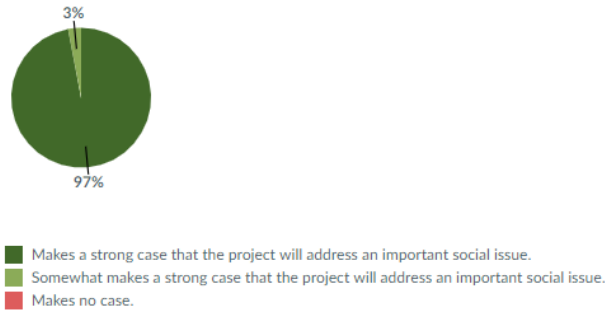 3%
97%
Makes a strong case that the project will address an important social issue.
Somewhat makes a strong case that the project will address an important social issue.
Makes no case.